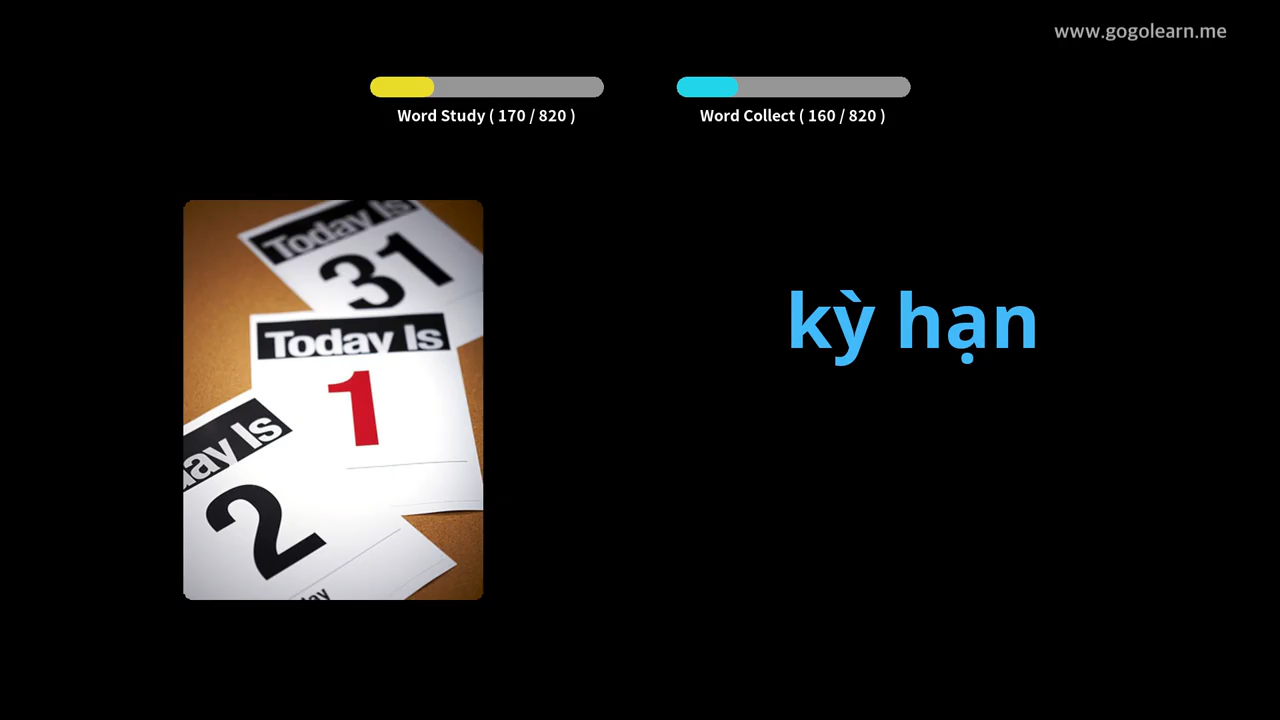 www.gogolearn.me
Word Study ( 170 / 820 )
Word Collect ( 160 / 820 )
Today Is
31
Today Is
1
ay Is
2
ay
kỳ hạn